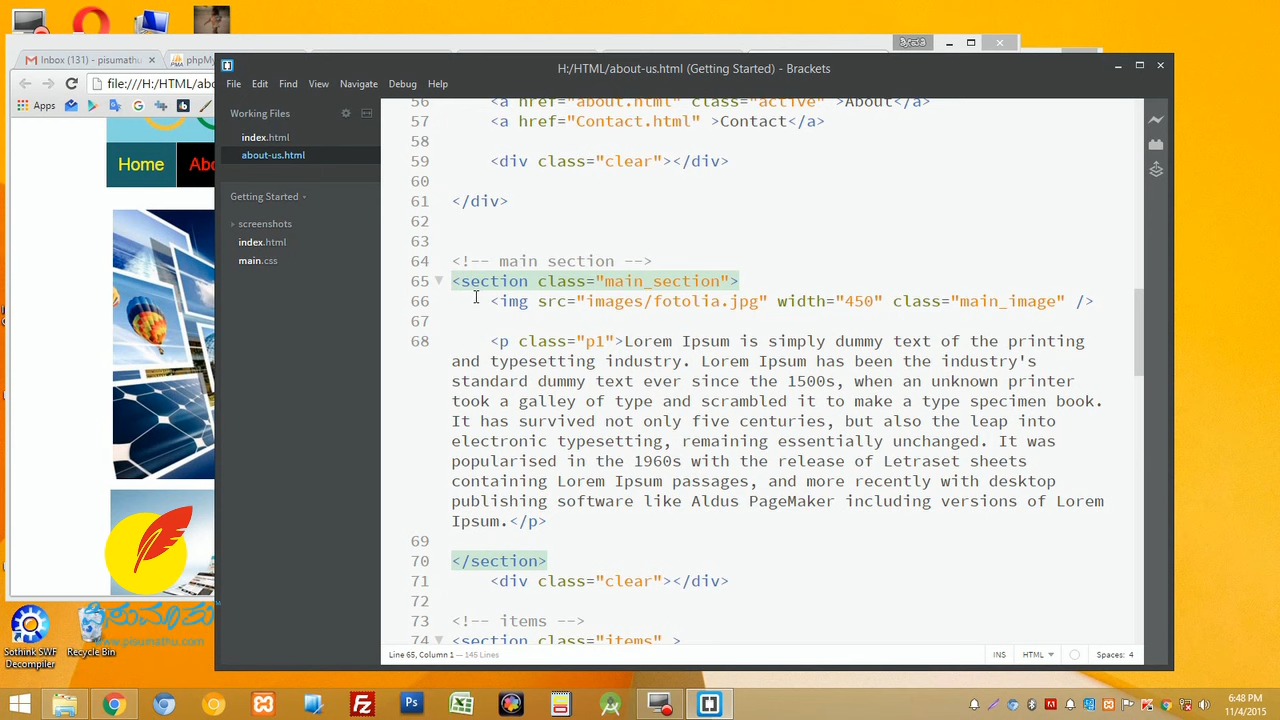 ತ್ರೀಪಾದಿ
Inbox (131) - pisumathu
phpMy
file:///H:/HTML/abo
Apps
Home
Abo
H:/HTML/about-us.html (Getting Started) - Brackets
File Edit Find View Navigate Debug Help
Working Files
index.html
about-us.html
Getting Started
screenshots
index.html
main.css
56 <a href="about.html" class="active" >About</a>
57 <a href="Contact.html" >Contact</a>
58
59 <div class="clear"></div>
60
61 </div>
62
63
64 <!-- main section -->
65 <section class="main_section">
66 <img src="images/fotolia.jpg" width="450" class="main_image" />
67
68 <p class="p1">Lorem Ipsum is simply dummy text of the printing
and typesetting industry. Lorem Ipsum has been the industry's
standard dummy text ever since the 1500s, when an unknown printer
took a galley of type and scrambled it to make a type specimen book.
It has survived not only five centuries, but also the leap into
electronic typesetting, remaining essentially unchanged. It was
popularised in the 1960s with the release of Letraset sheets
containing Lorem Ipsum passages, and more recently with desktop
publishing software like Aldus PageMaker including versions of Lorem
Ipsum.</p>
69
70 </section>
71 <div class="clear"></div>
72
73 <!-- items -->
74 <section class="items" >
Line 65, Column 1 — 145 Lines
INS HTML Spaces: 4
ಪಿಸುಮಾತು
www.pisumathu.com
Sothink SWF
Decompiler
Recycle Bin
6:48 PM
11/4/2015